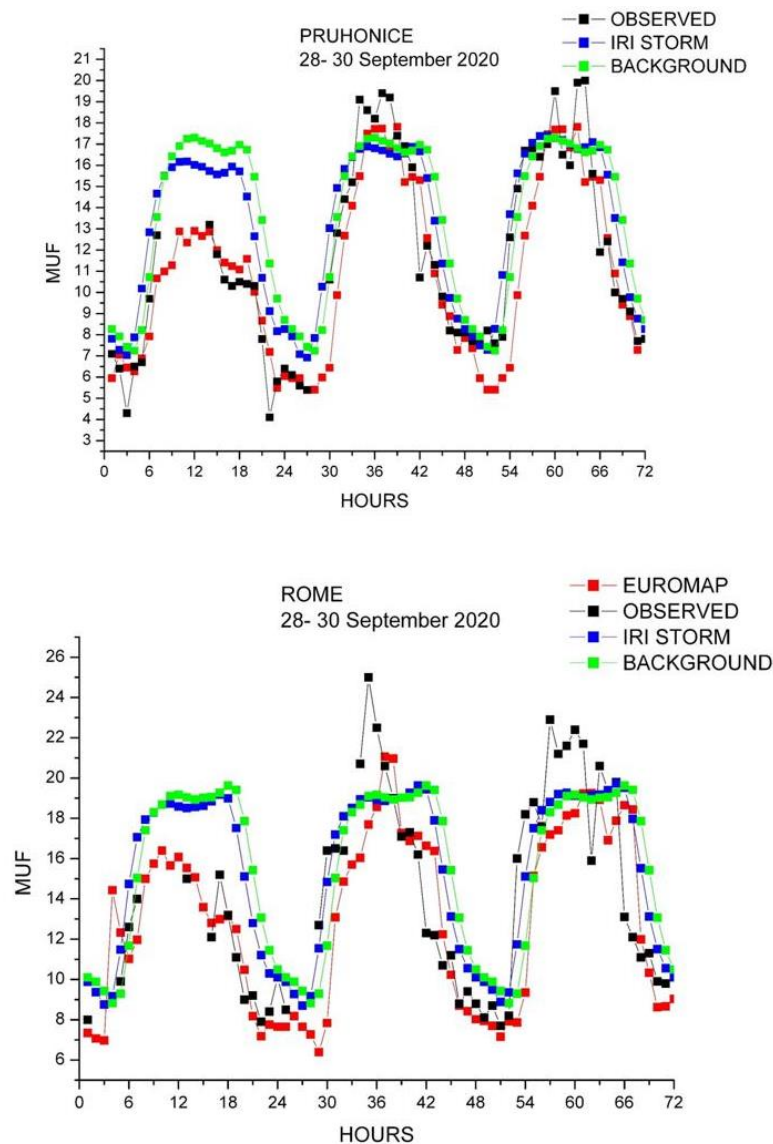 PRUHONICE
28- 30 September 2020
OBSERVED
IRI STORM
BACKGROUND
MUF
21
20
19
18
17
16
15
14
13
12
11
10
9
8
7
6
5
4
3
0 6 12 18 24 30 36 42 48 54 60 66 72
HOURS
ROME
28- 30 September 2020
EUROMAP
OBSERVED
IRI STORM
BACKGROUND
MUF
26
24
22
20
18
16
14
12
10
8
6
0 6 12 18 24 30 36 42 48 54 60 66 72
HOURS